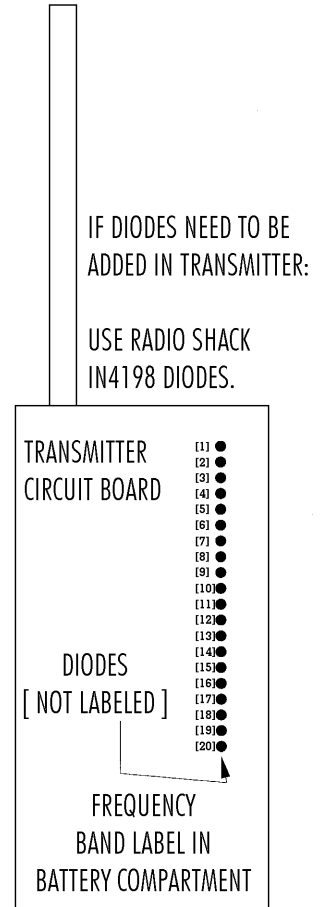 IF DIODES NEED TO BE
ADDED IN TRANSMITTER:
USE RADIO SHACK
IN4198 DIODES.
TRANSMITTER
CIRCUIT BOARD
[1]
[2]
[3]
[4]
[5]
[6]
[7]
[8]
[9]
[10]
[11]
[12]
[13]
[14]
[15]
[16]
[17]
[18]
[19]
[20]
DIODES
[ NOT LABELED ]
FREQUENCY
BAND LABEL IN
BATTERY COMPARTMENT